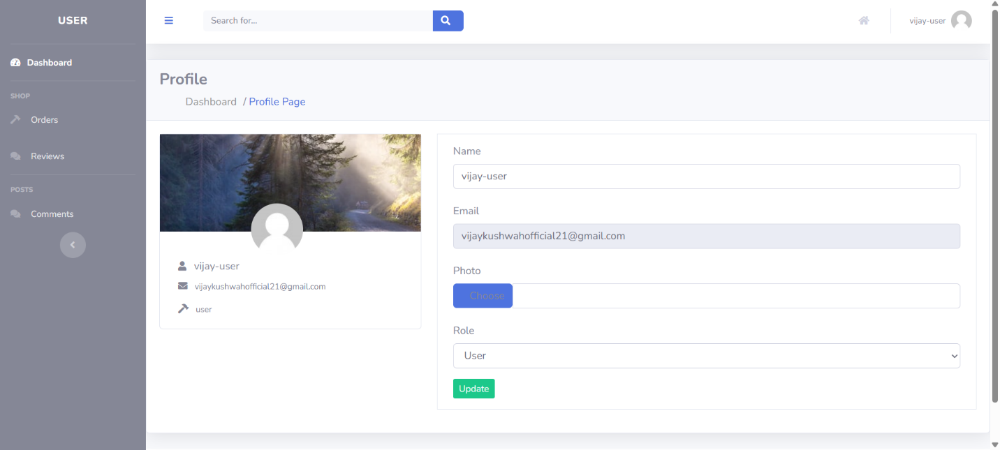 USER
Dashboard
SHOP
Orders
Reviews
POSTS
Comments
Search for...
vijay-user
Profile
Dashboard / Profile Page
vijay-user
vijaykushwahofficial21@gmail.com
user
Name
vijay-user
Email
vijaykushwahofficial21@gmail.com
Photo
Choose
Role
User
Update